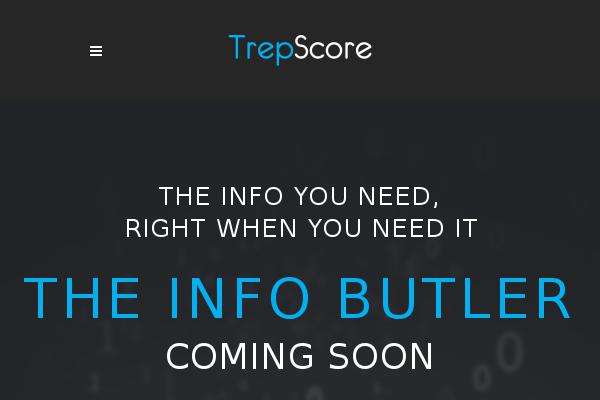 TrepScore
THE INFO YOU NEED,
RIGHT WHEN YOU NEED IT
THE INFO BUTLER
COMING SOON